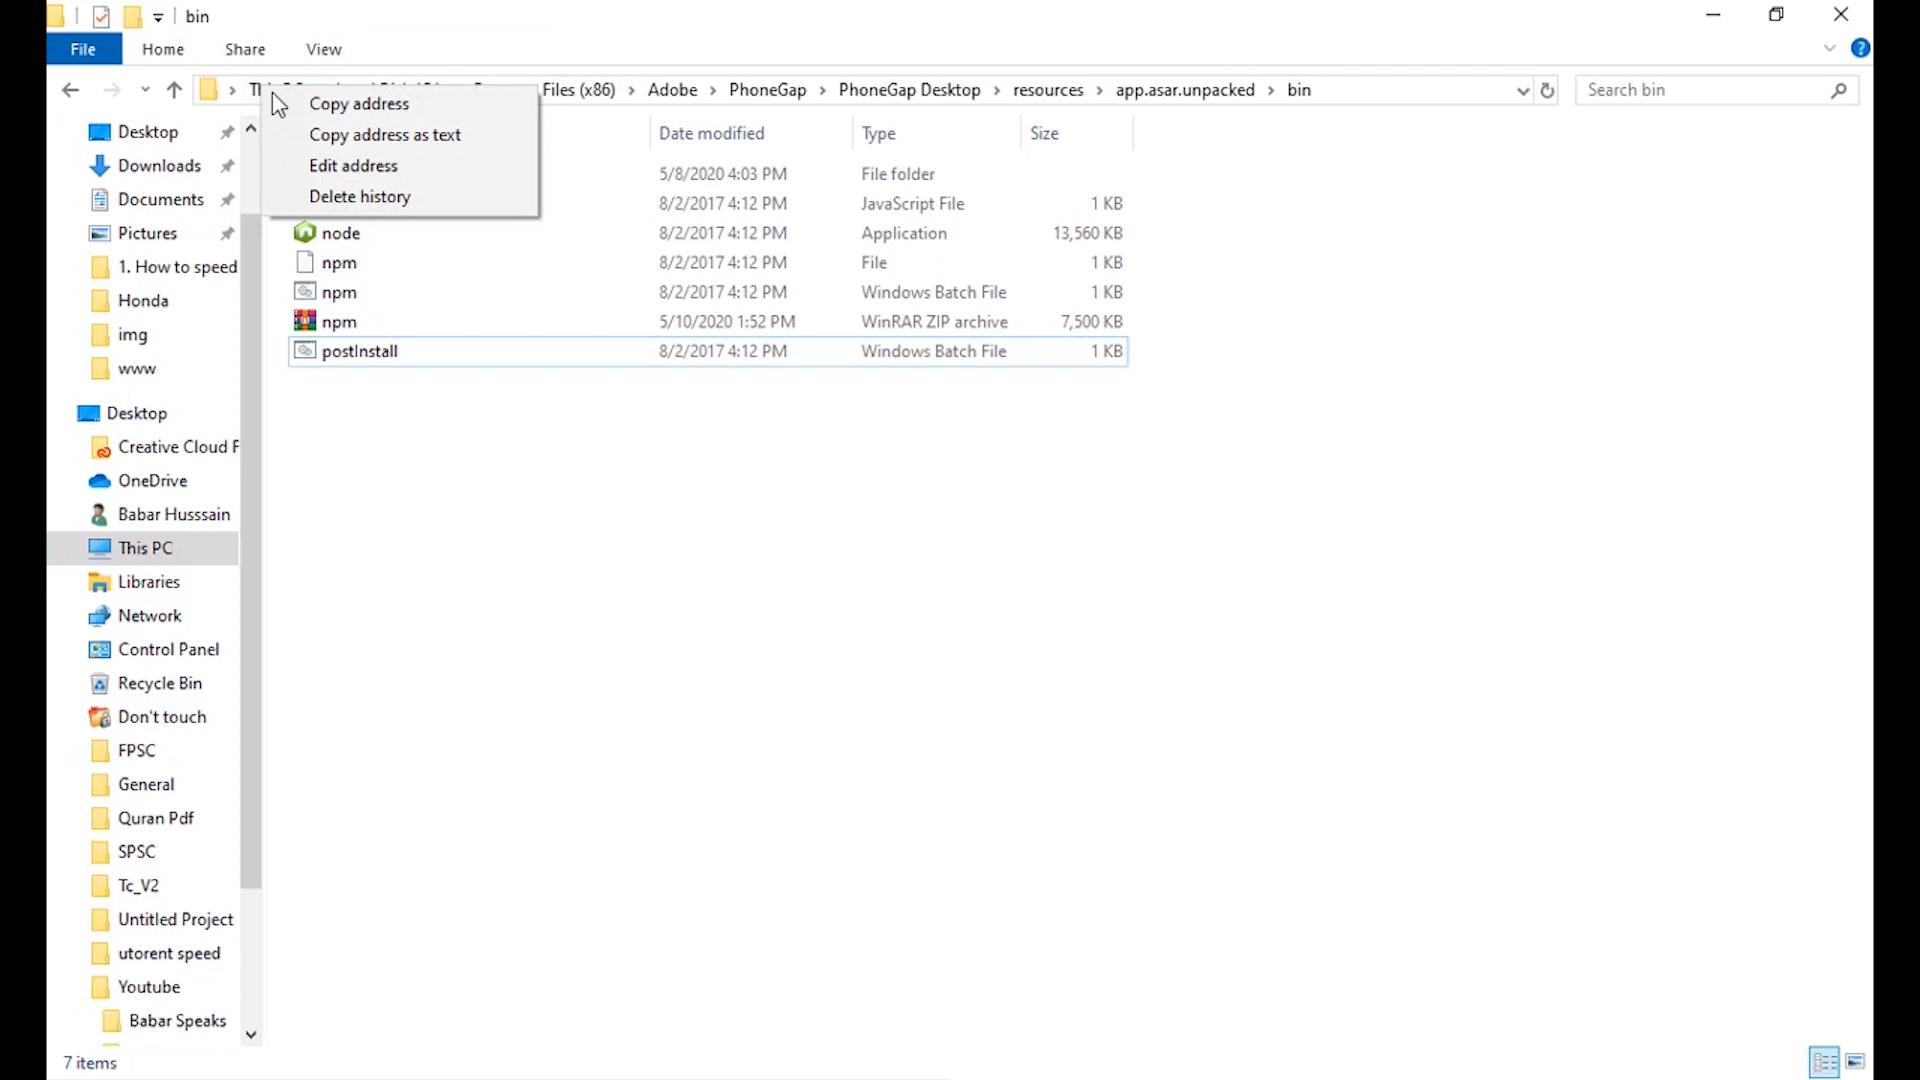 bin
File Home Share View
Files (x86) › Adobe › PhoneGap › PhoneGap Desktop › resources › app.asar.unpacked › bin
Search bin
Copy address
Copy address as text
Edit address
Delete history
Date modified Type Size
5/8/2020 4:03 PM File folder
8/2/2017 4:12 PM JavaScript File 1 KB
node 8/2/2017 4:12 PM Application 13,560 KB
npm 8/2/2017 4:12 PM File 1 KB
npm 8/2/2017 4:12 PM Windows Batch File 1 KB
npm 5/10/2020 1:52 PM WinRAR ZIP archive 7,500 KB
postInstall 8/2/2017 4:12 PM Windows Batch File 1 KB
Desktop
Downloads
Documents
Pictures
1. How to speed
Honda
img
www
Desktop
Creative Cloud F
OneDrive
Babar Husssain
This PC
Libraries
Network
Control Panel
Recycle Bin
Don't touch
FPSC
General
Quran Pdf
SPSC
Tc_V2
Untitled Project
utorent speed
Youtube
Babar Speaks
7 items